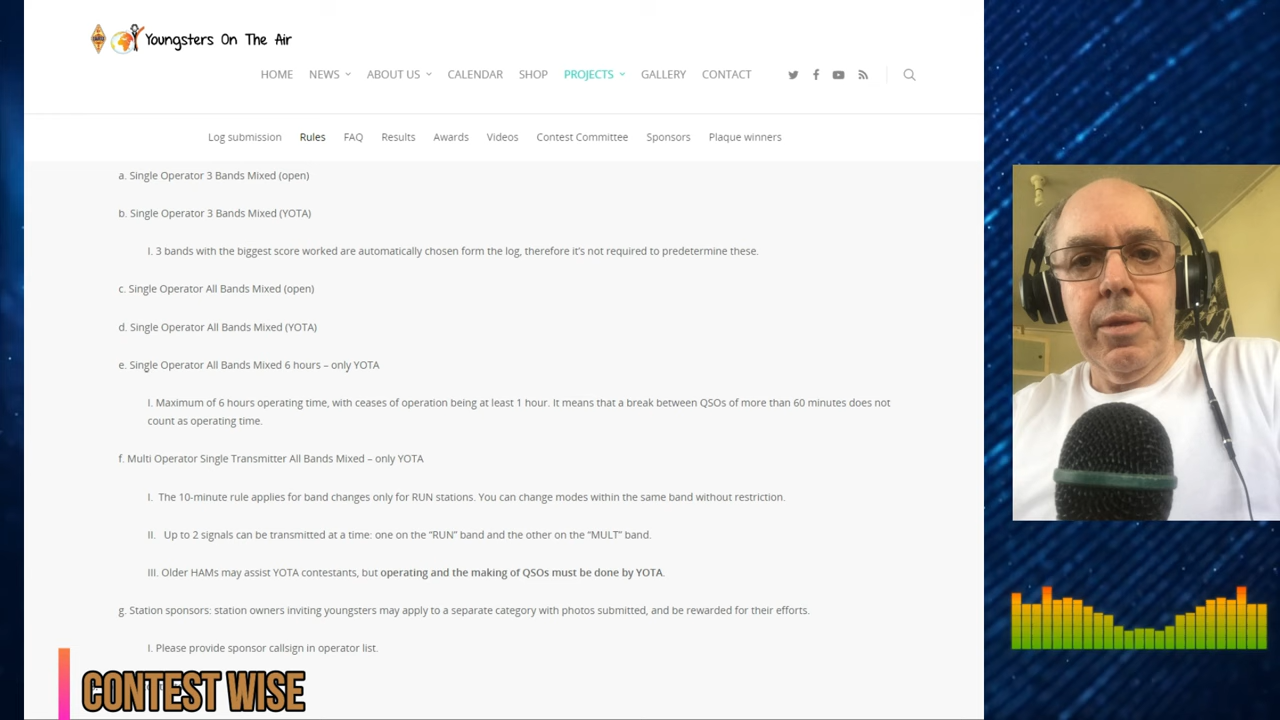 Youngsters On The Air
HOME NEWS ABOUT US CALENDAR SHOP PROJECTS GALLERY CONTACT
Log submission Rules FAQ Results Awards Videos Contest Committee Sponsors Plaque winners
a. Single Operator 3 Bands Mixed (open)
b. Single Operator 3 Bands Mixed (YOTA)
I. 3 bands with the biggest score worked are automatically chosen form the log, therefore it's not required to predetermine these.
c. Single Operator All Bands Mixed (open)
d. Single Operator All Bands Mixed (YOTA)
e. Single Operator All Bands Mixed 6 hours – only YOTA
I. Maximum of 6 hours operating time, with ceases of operation being at least 1 hour. It means that a break between QSOs of more than 60 minutes does not
count as operating time.
f. Multi Operator Single Transmitter All Bands Mixed – only YOTA
I. The 10-minute rule applies for band changes only for RUN stations. You can change modes within the same band without restriction.
II. Up to 2 signals can be transmitted at a time: one on the “RUN” band and the other on the “MULT” band.
III. Older HAMs may assist YOTA contestants, but operating and the making of QSOs must be done by YOTA.
g. Station sponsors: station owners inviting youngsters may apply to a separate category with photos submitted, and be rewarded for their efforts.
I. Please provide sponsor callsign in operator list.
CONTEST WISE